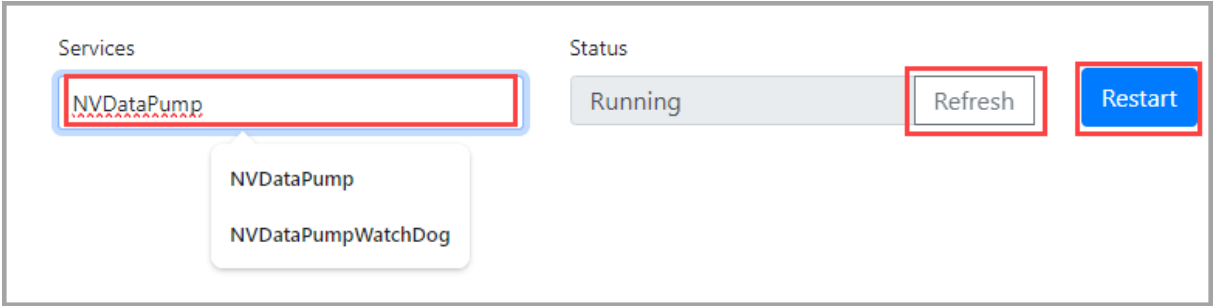 Services
Status
NVDataPump
Running
Refresh
Restart
NVDataPump
NVDataPumpWatchDog